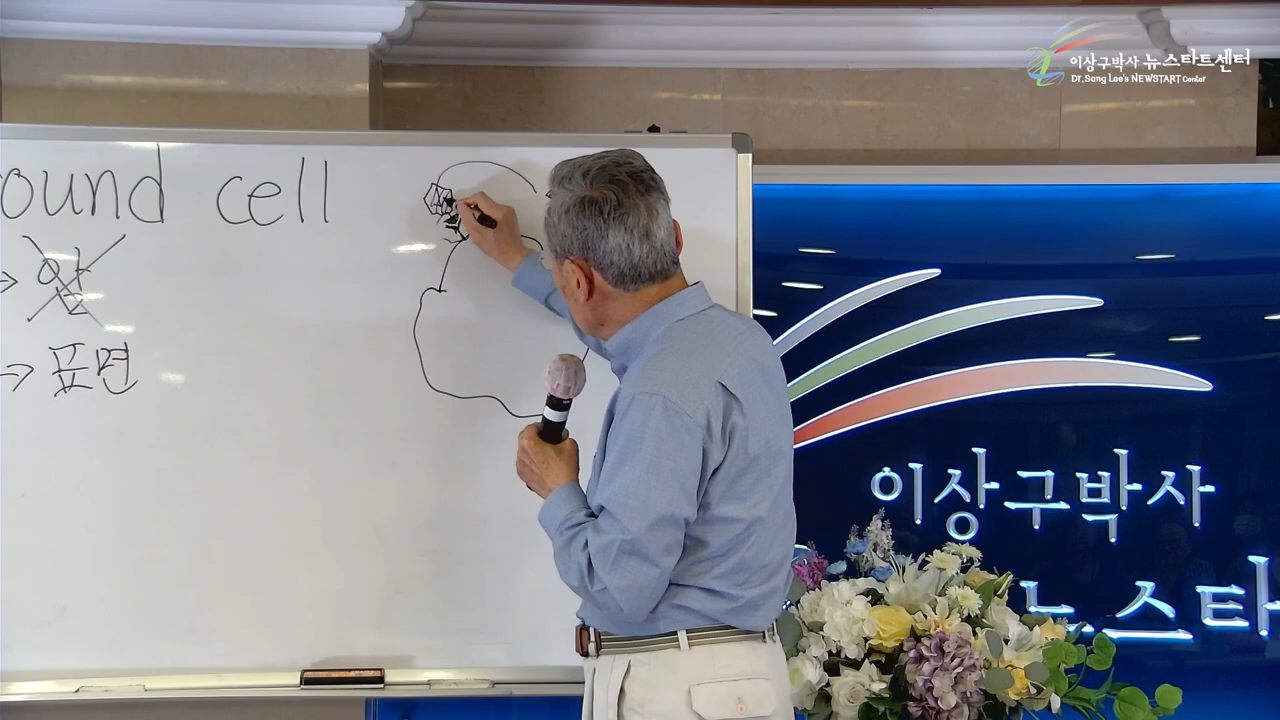 이상구박사 뉴스타트센터
Dr. Sang Lee's NEWSTART Center
ound cell
→
→ 표면
이상구박사
뉴스타